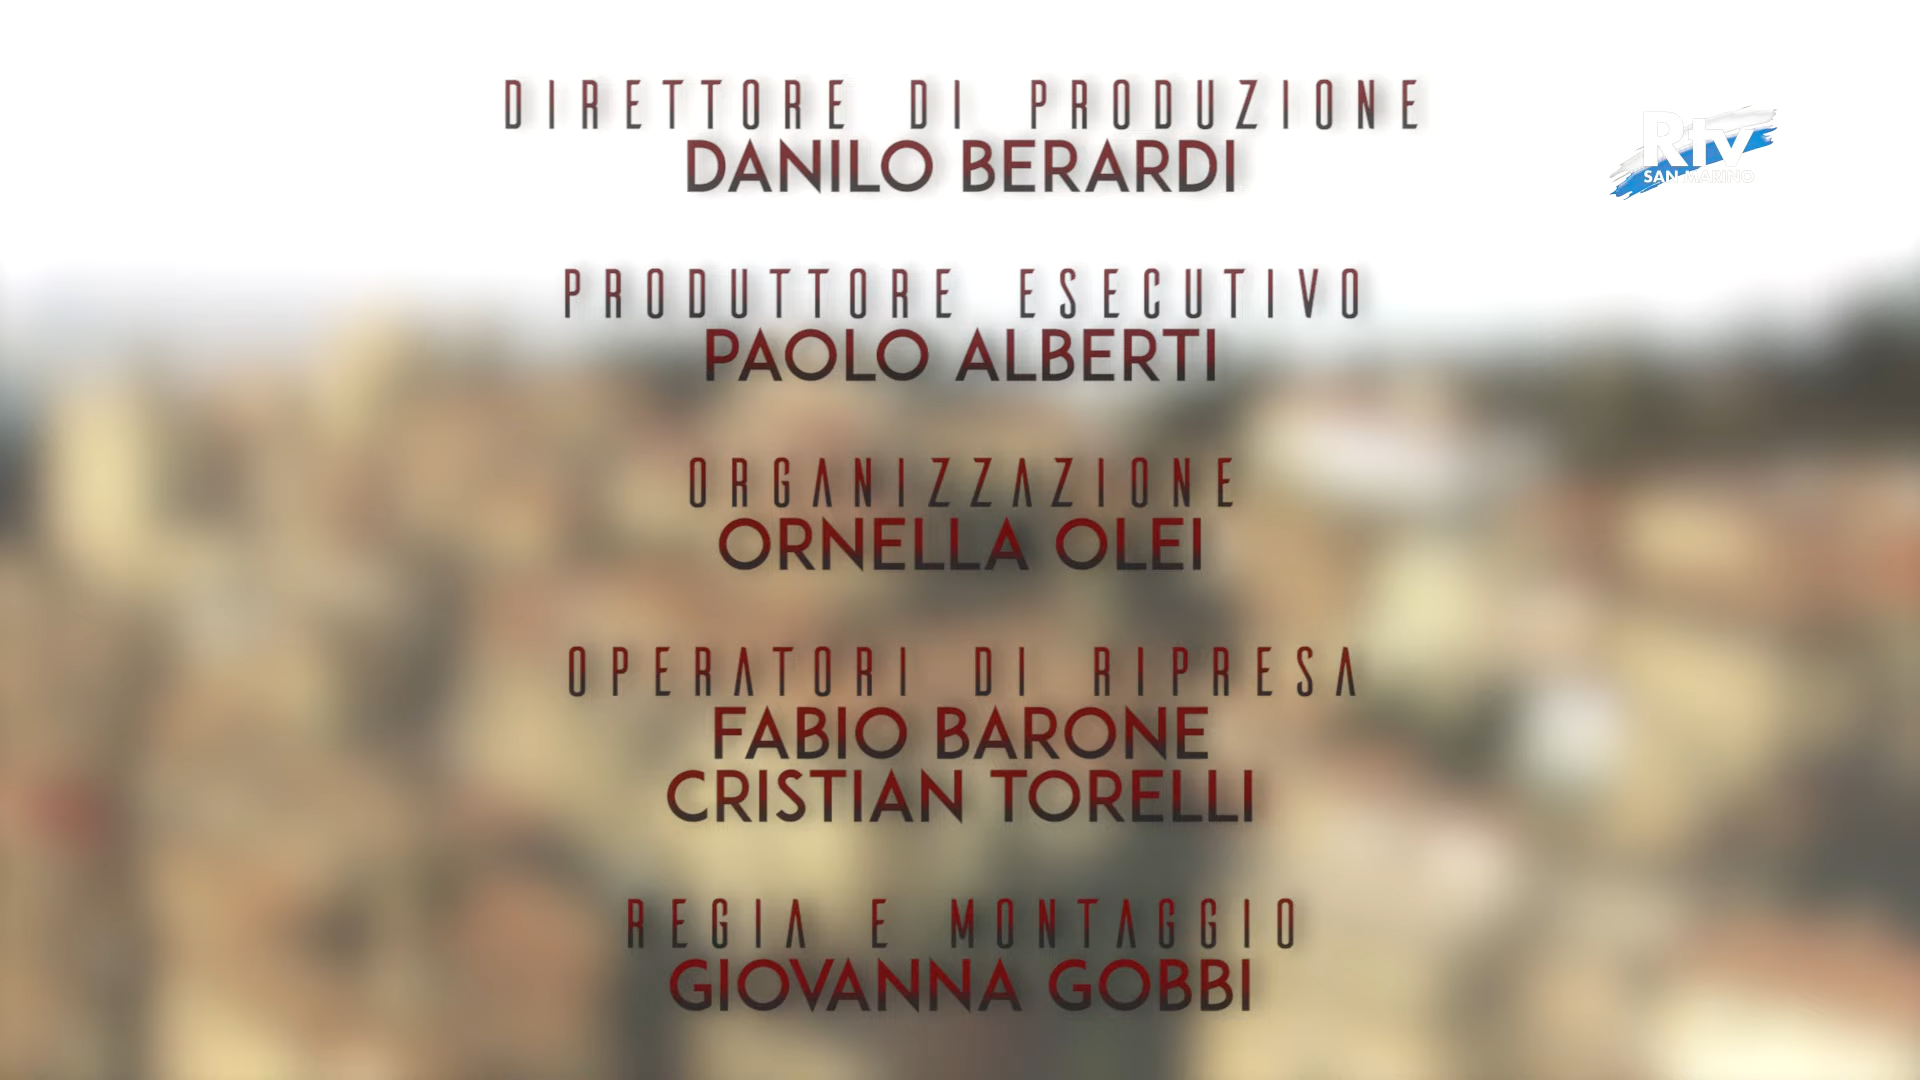 DIRETTORE DI PRODUZIONE
DANILO BERARDI
Rtv
SAN MARINO
PRODUTTORE ESECUTIVO
PAOLO ALBERTI
ORGANIZZAZIONE
ORNELLA OLEI
OPERATORI DI RIPRESA
FABIO BARONE
CRISTIAN TORELLI
REGIA E MONTAGGIO
GIOVANNA GOBBI